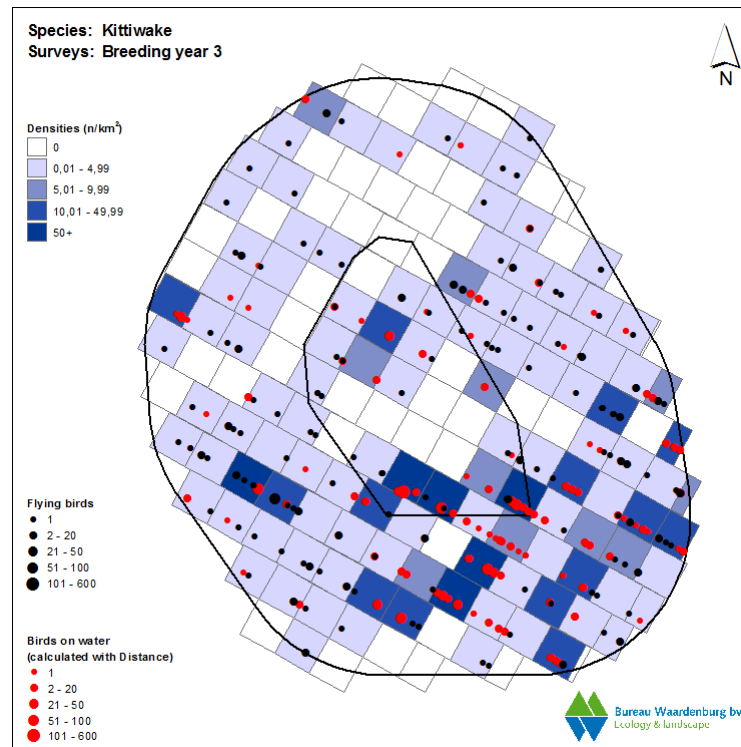 Species: Kittiwake
Surveys: Breeding year 3
N
Densities (n/km²)
0
0,01 - 4,99
5,01 - 9,99
10,01 - 49,99
50+
Flying birds
1
2 - 20
21 - 50
51 - 100
101 - 600
Birds on water
(calculated with Distance)
1
2 - 20
21 - 50
51 - 100
101 - 600
Bureau Waardenburg bv
Ecology & landscape